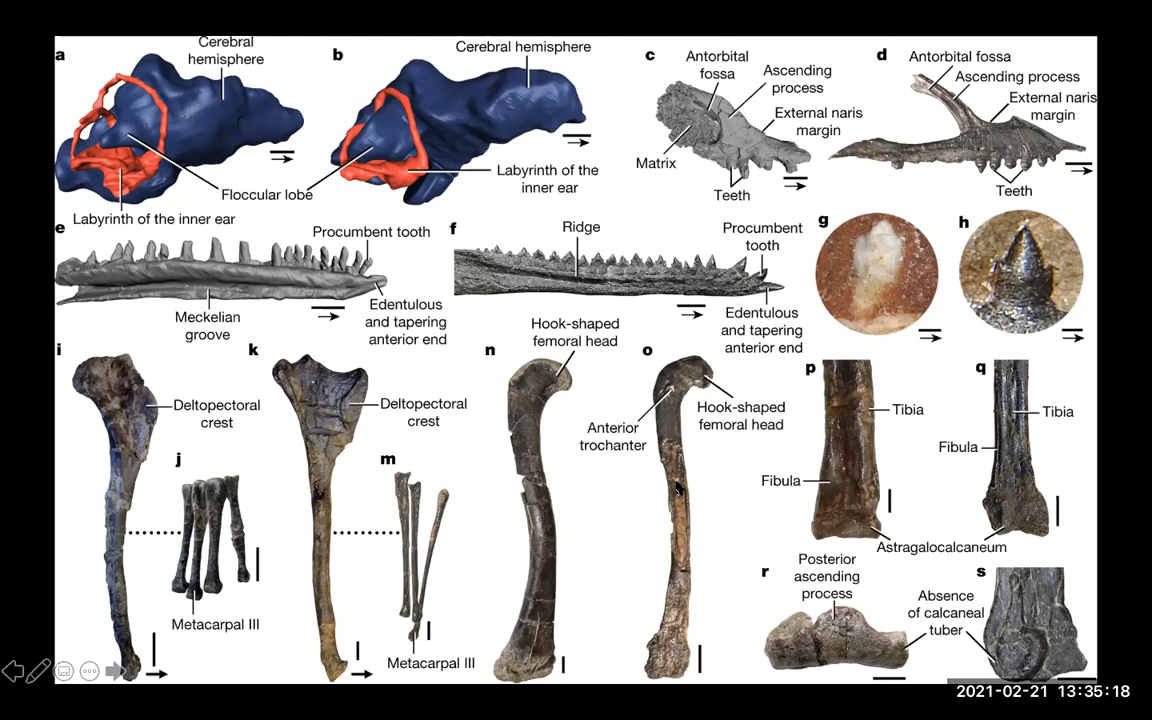 a
Cerebral
hemisphere
b
Cerebral hemisphere
c
Antorbital
fossa
Ascending
process
External naris
margin
Matrix
Teeth
d
Antorbital fossa
Ascending process
External naris
margin
Teeth
Floccular lobe
Labyrinth of the inner ear
Labyrinth of the
inner ear
e
Procumbent tooth
Meckelian
groove
Edentulous
and tapering
anterior end
f
Ridge
Procumbent
tooth
Edentulous
and tapering
anterior end
g
h
i
Deltopectoral
crest
j
Metacarpal III
k
Deltopectoral
crest
m
Metacarpal III
n
Hook-shaped
femoral head
o
Anterior
trochanter
Hook-shaped
femoral head
p
Tibia
Fibula
q
Tibia
Fibula
Astragalocalcaneum
r
Posterior
ascending
process
Absence
of calcaneal
tuber
s
2021-02-21 13:35:18